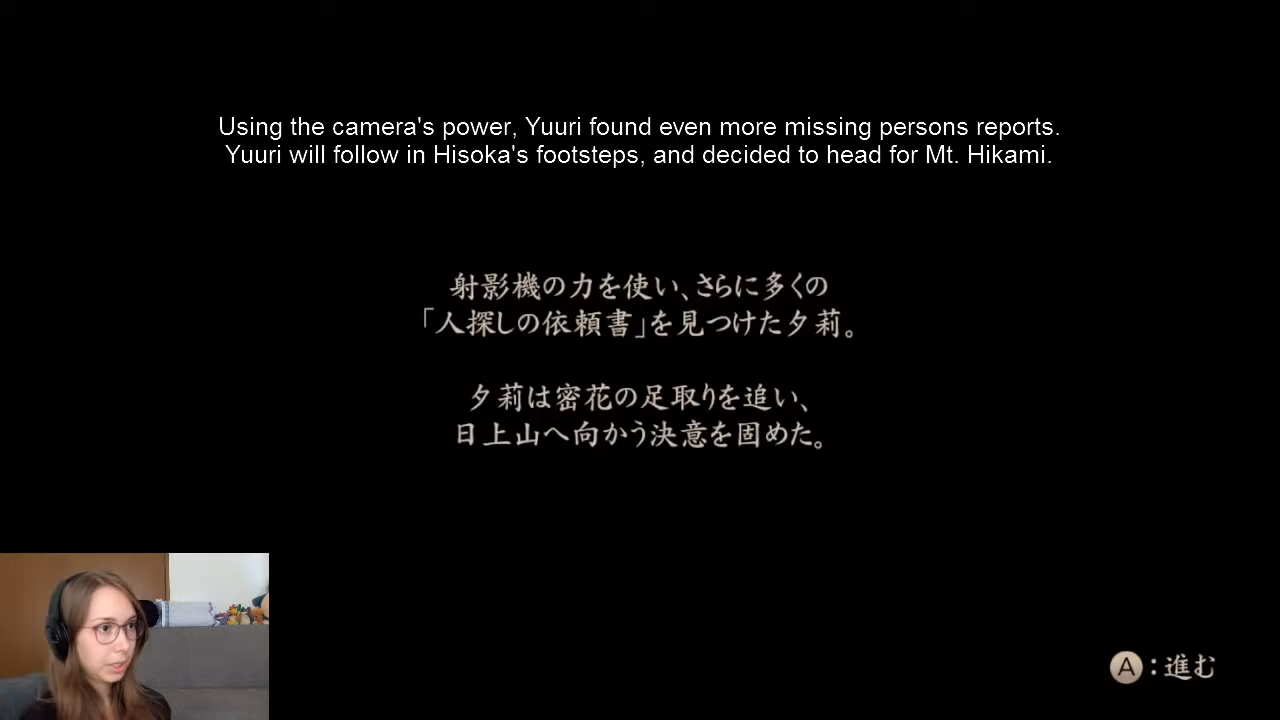 Using the camera's power, Yuuri found even more missing persons reports.
Yuuri will follow in Hisoka's footsteps, and decided to head for Mt. Hikami.
射影機の力を使い、さらに多くの
「人探しの依頼書」を見つけた夕莉。
夕莉は密花の足取りを追い、
日上山へ向かう決意を固めた。
A:進む